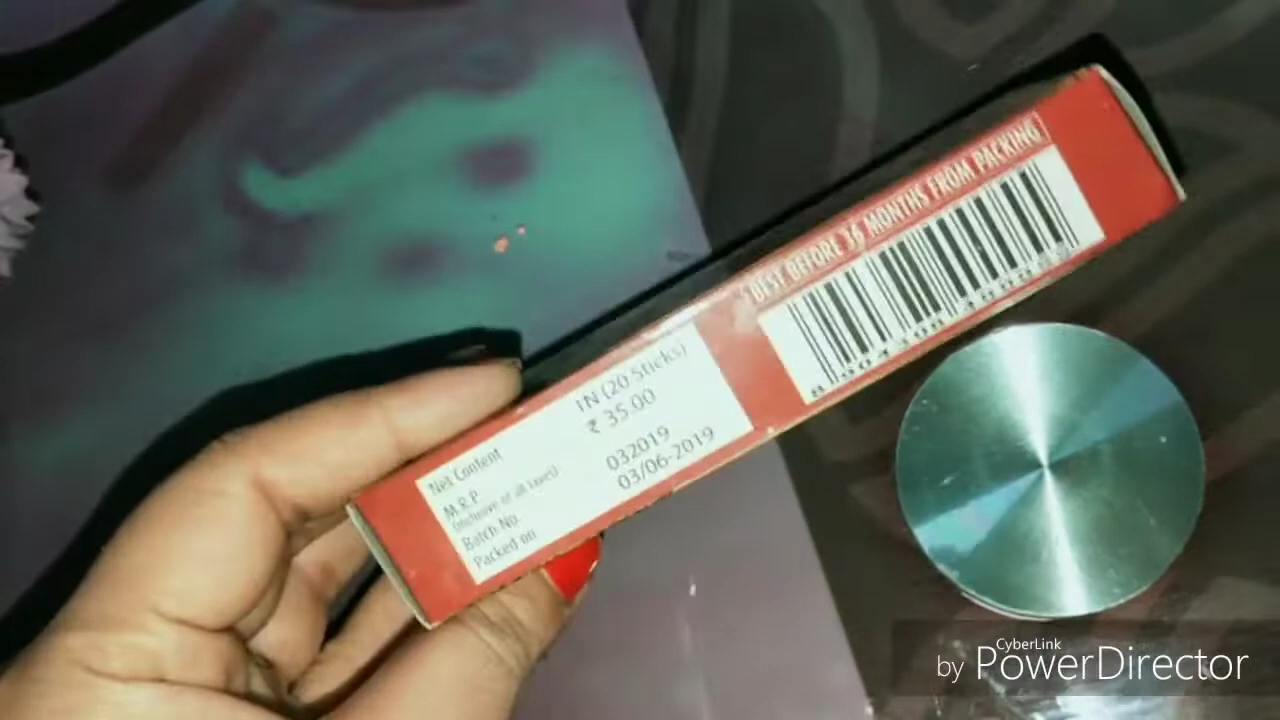 BEST BEFORE 36 MONTHS FROM PACKING
Net Content 1N (20 Sticks)
M.R.P. ₹ 35.00
(inclusive of all taxes)
Batch No. 032019
Packed on 03/06-2019
CyberLink
by PowerDirector